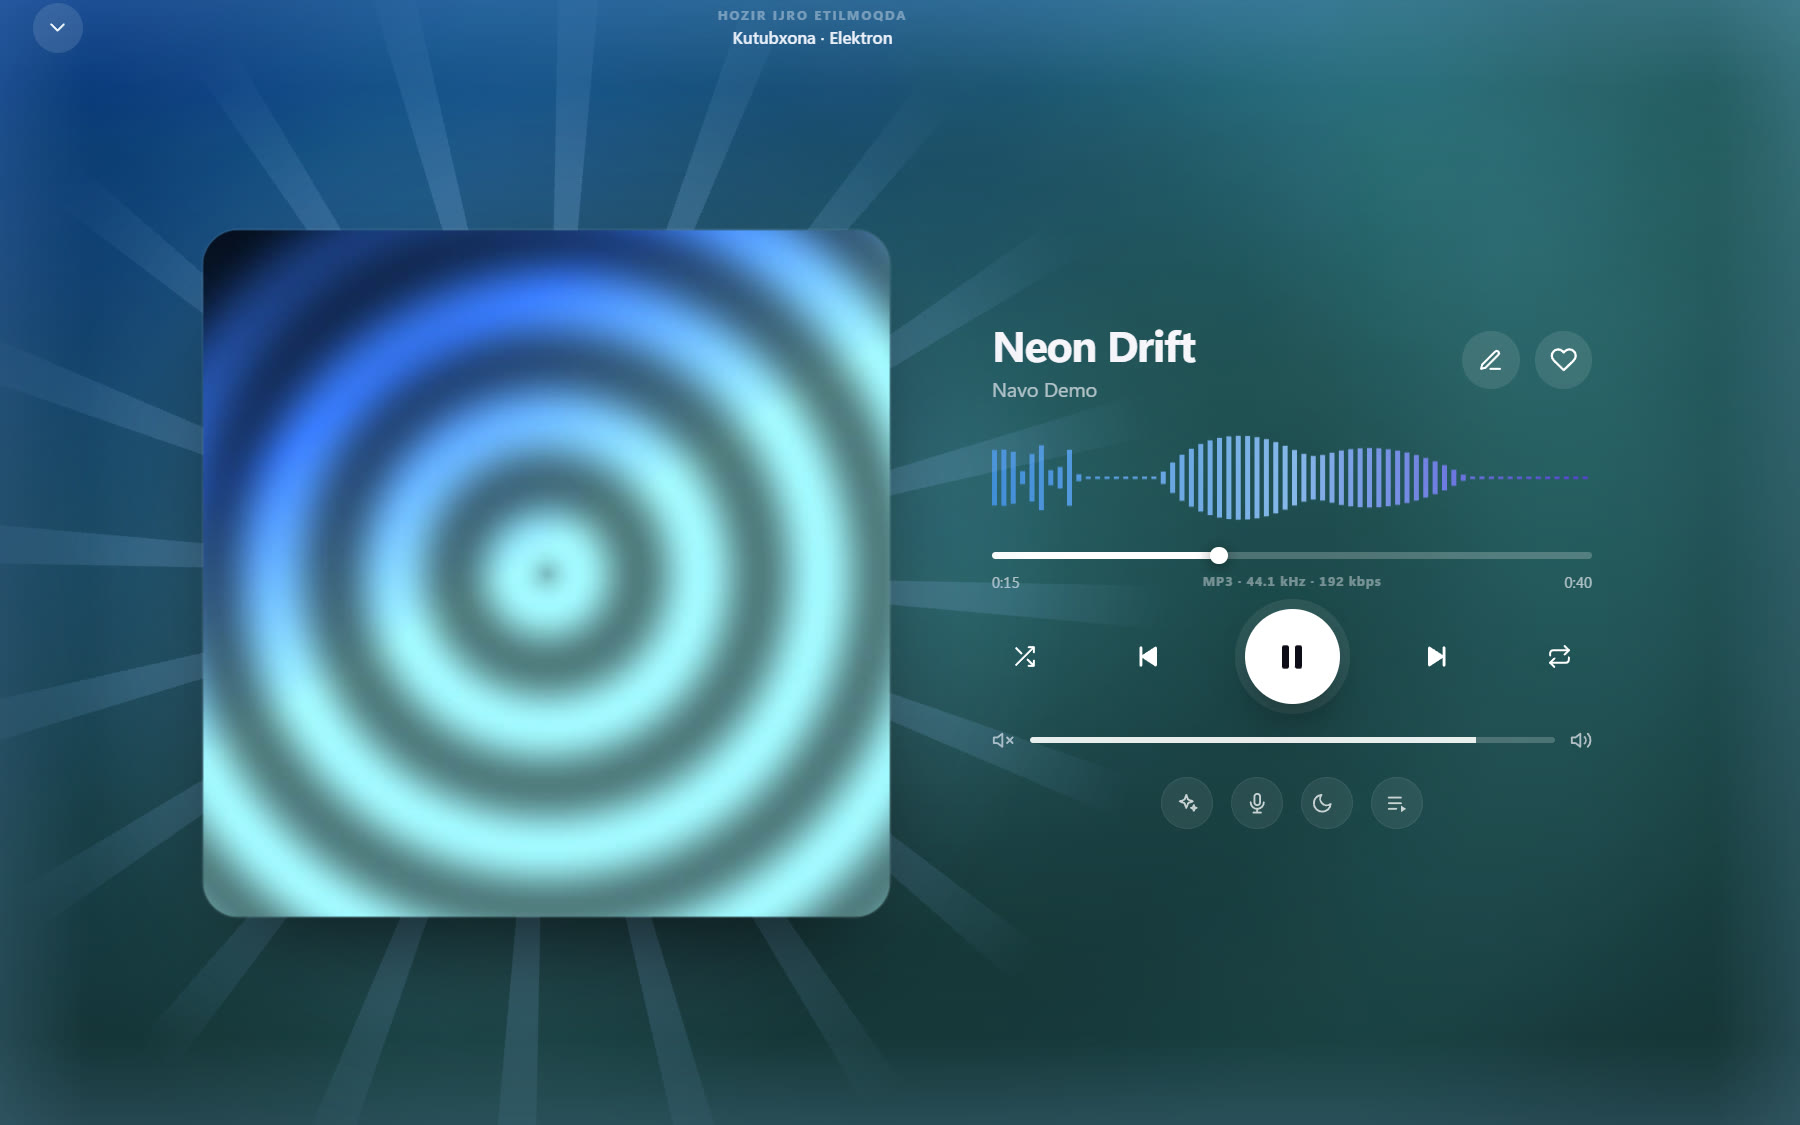 HOZIR IJRO ETILMOQDA
Kutubxona · Elektron
Neon Drift
Navo Demo
0:15
MP3 · 44.1 kHz · 192 kbps
0:40